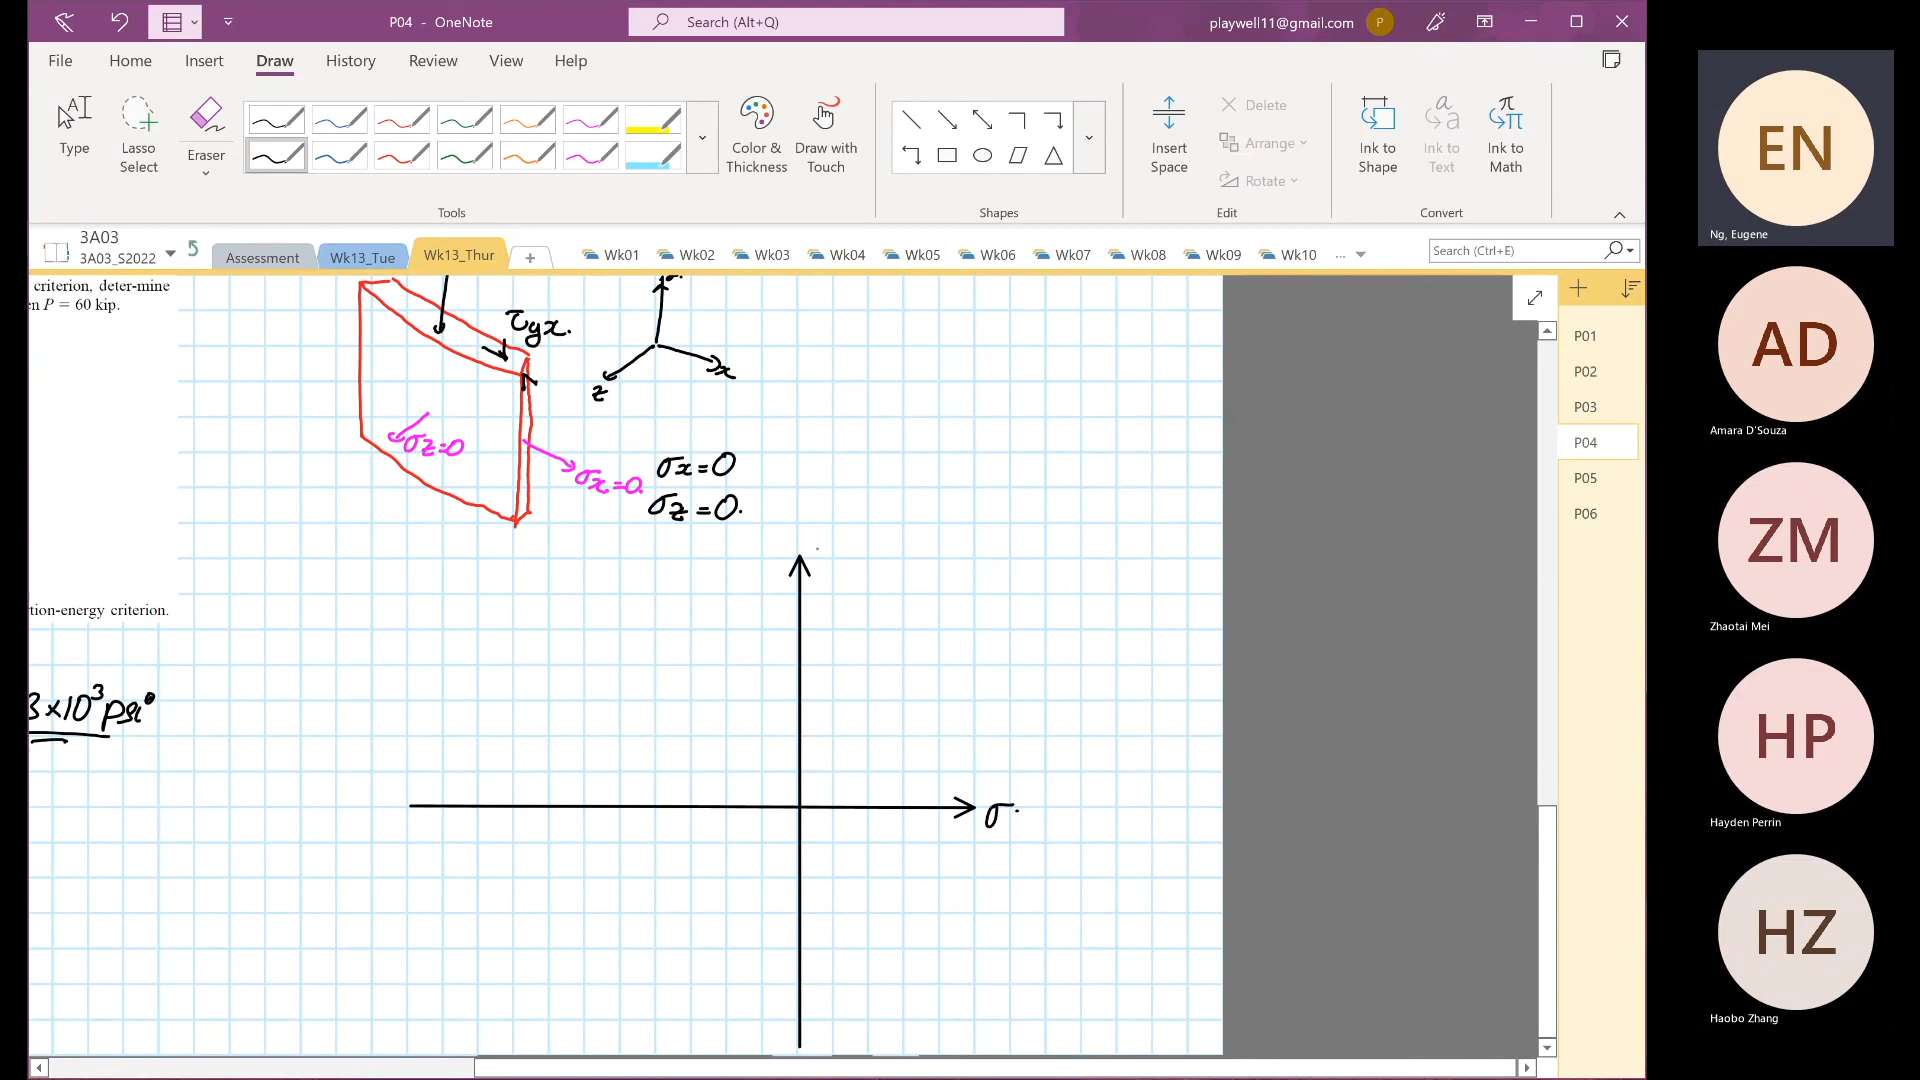 P04 - OneNote
Search (Alt+Q)
playwell11@gmail.com
P
File Home Insert Draw History Review View Help
Type
Lasso Select
Eraser
Color & Thickness
Draw with Touch
Insert Space
Delete
Arrange
Rotate
Ink to Shape
Ink to Text
Ink to Math
Tools
Shapes
Edit
Convert
3A03
3A03_S2022
Assessment
Wk13_Tue
Wk13_Thur
+
Wk01 Wk02 Wk03 Wk04 Wk05 Wk06 Wk07 Wk08 Wk09 Wk10 ...
Search (Ctrl+E)
P01
P02
P03
P04
P05
P06
criterion, deter-mine
en P = 60 kip.
τyx.
x
z
σz=0
σx=0.
σx=0
σz=0.
tion-energy criterion.
3×10³psi
σ
EN
Ng, Eugene
AD
Amara D'Souza
ZM
Zhaotai Mei
HP
Hayden Perrin
HZ
Haobo Zhang